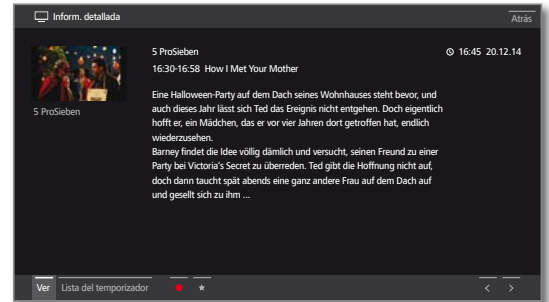 Inform. detallada
Atrás
5 ProSieben
16:45 20.12.14
16:30-16:58 How I Met Your Mother
Eine Halloween-Party auf dem Dach seines Wohnhauses steht bevor, und
auch dieses Jahr lässt sich Ted das Ereignis nicht entgehen. Doch eigentlich
hofft er, ein Mädchen, das er vor vier Jahren dort getroffen hat, endlich
wiederzusehen.
Barney findet die Idee völlig dämlich und versucht, seinen Freund zu einer
Party bei Victoria's Secret zu überreden. Ted gibt die Hoffnung nicht auf,
doch dann taucht spät abends eine ganz andere Frau auf dem Dach auf
und gesellt sich zu ihm ...
5 ProSieben
Ver
Lista del temporizador